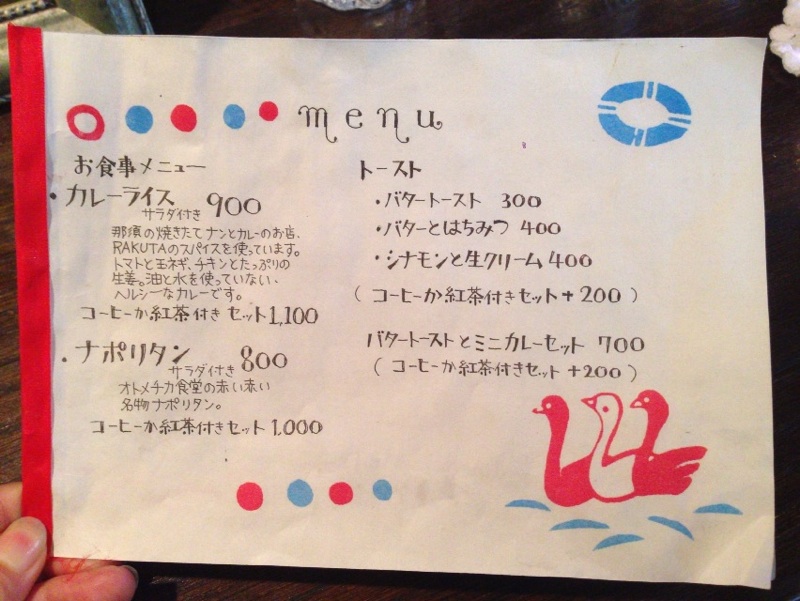 menu
お食事メニュー
・カレーライス 900
サラダ付き
那須の焼きたてナンとカレーのお店、
RAKUTAのスパイスを使っています。
トマトと玉ネギ、チキンとたっぷりの
生姜。油と水を使っていない、
ヘルシーなカレーです。
コーヒーか紅茶付きセット1,100
・ナポリタン 800
サラダ付き
オトメチカ食堂の赤い赤い
名物ナポリタン。
コーヒーか紅茶付きセット1,000
トースト
・バタートースト 300
・バターとはちみつ 400
・シナモンと生クリーム 400
(コーヒーか紅茶付きセット+200)
バタートーストとミニカレーセット 700
(コーヒーか紅茶付きセット+200)